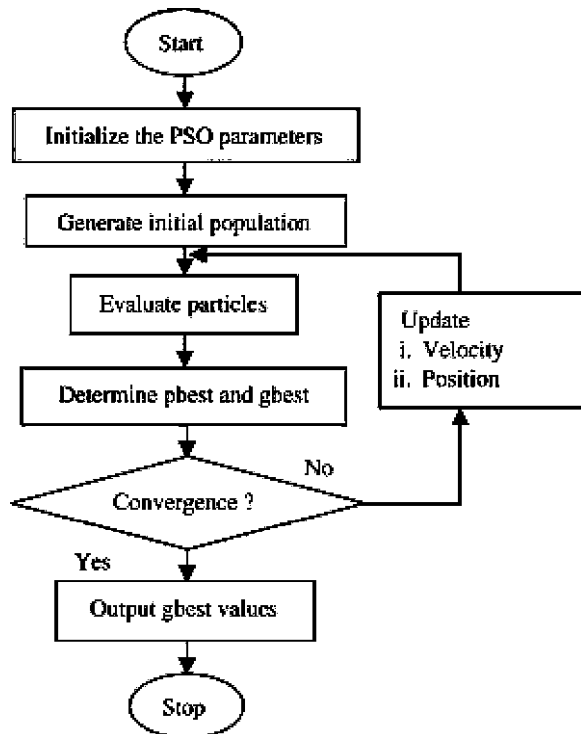 Start
Initialize the PSO parameters
Generate initial population
Evaluate particles
Update
i. Velocity
ii. Position
Determine pbest and gbest
No
Convergence ?
Yes
Output gbest values
Stop